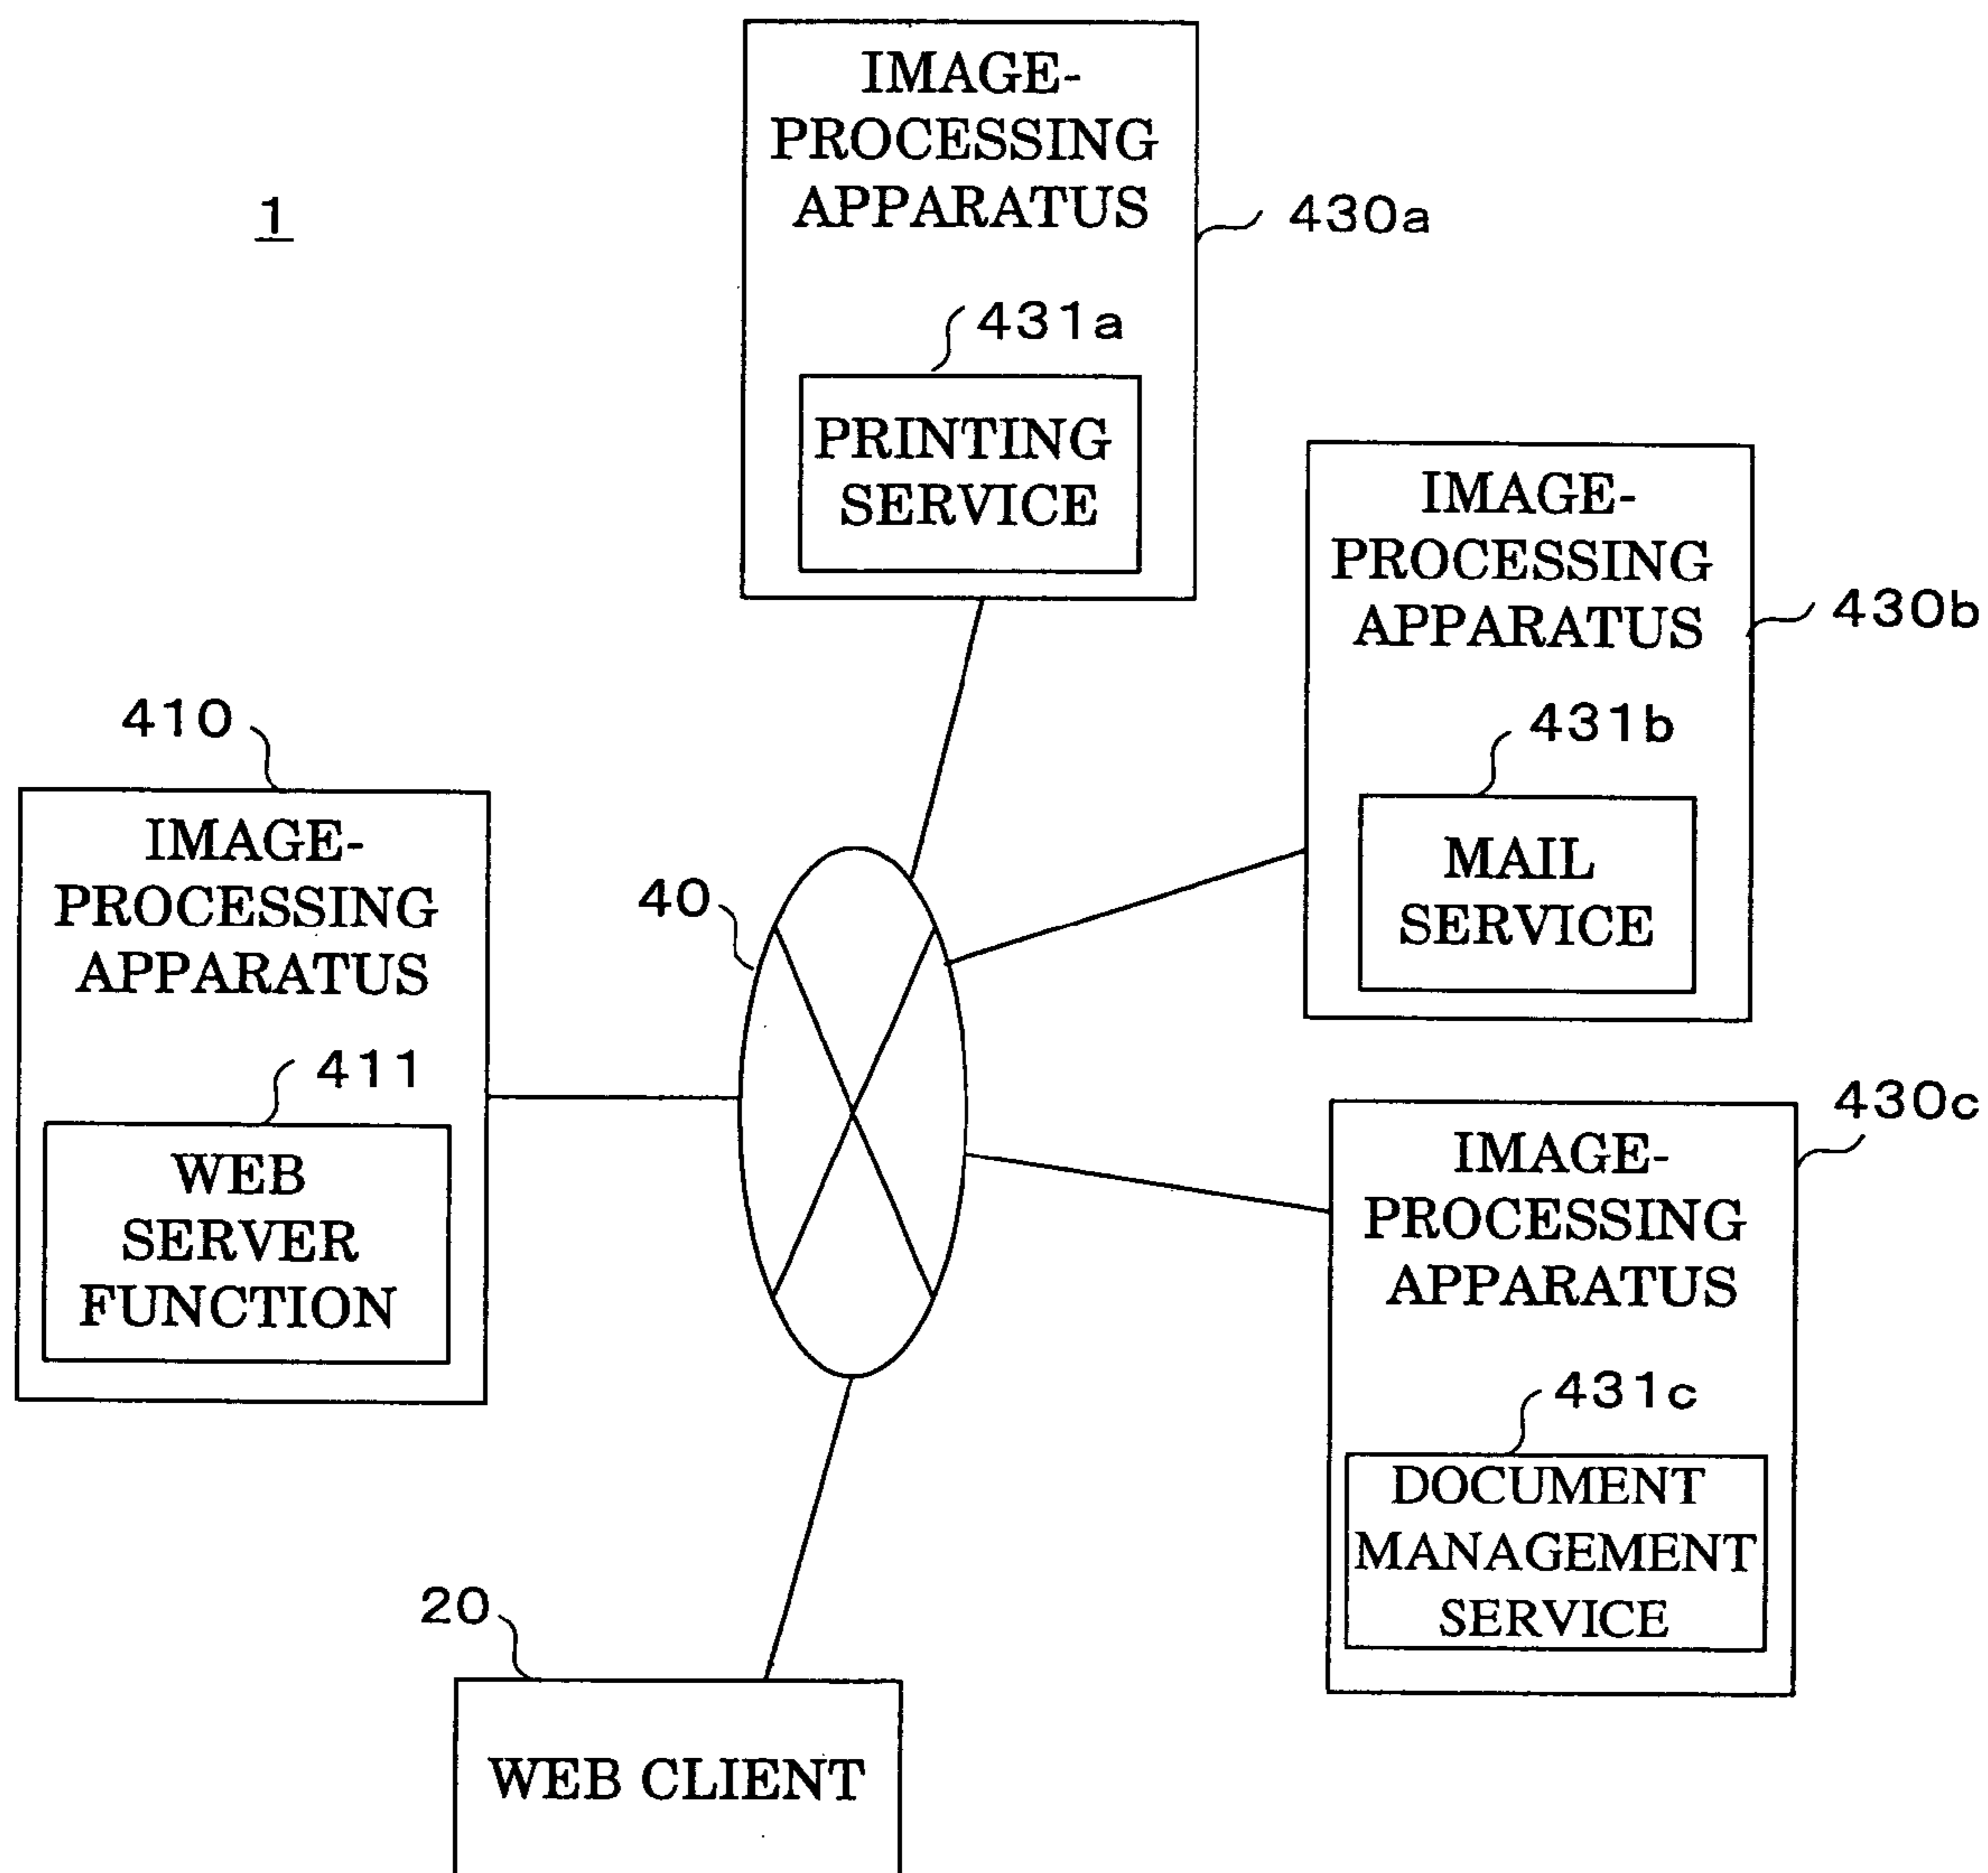 1
IMAGE-
PROCESSING
APPARATUS
430a
431a
PRINTING
SERVICE
IMAGE-
PROCESSING
APPARATUS
430b
431b
MAIL
SERVICE
410
IMAGE-
PROCESSING
APPARATUS
411
WEB
SERVER
FUNCTION
40
430c
IMAGE-
PROCESSING
APPARATUS
431c
DOCUMENT
MANAGEMENT
SERVICE
20
WEB CLIENT